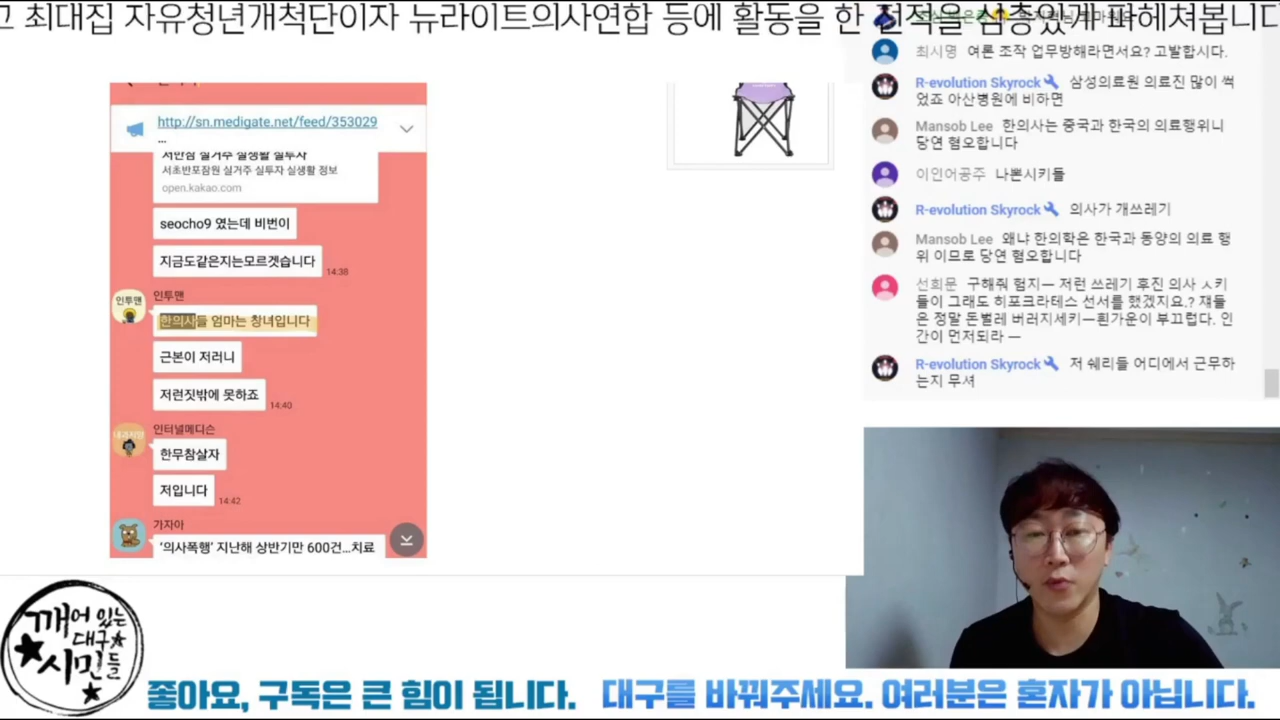 고 최대집 자유청년개척단이자 뉴라이트의사연합 등에 활동을 한 전적을 심층있게 파헤쳐봅니다
최시명 여론 조작 업무방해라면서요? 고발합시다.
R-evolution Skyrock 삼성의료원 의료진 많이 썩
었죠 아산병원에 비하면
Mansob Lee 한의사는 중국과 한국의 의료행위니
당연 혐오합니다
이인어공주 나쁜시키들
R-evolution Skyrock 의사가 개쓰레기
Mansob Lee 왜냐 한의학은 한국과 동양의 의료 행
위 이므로 당연 혐오합니다
선희문 구해줘 험지ㅡ 저런 쓰레기 후진 의사 ㅅ키
들이 그래도 히포크라테스 선서를 했겠지요.? 쟤들
은 정말 돈벌레 버러지세키ㅡ흰가운이 부끄럽다. 인
간이 먼저되라 ㅡ
R-evolution Skyrock 저 쉐리들 어디에서 근무하
는지 무셔
http://sn.medigate.net/feed/353029
...
서반잠 실거주 실생활 실투자
서초반포잠원 실거주 실투자 실생활 정보
open.kakao.com
seocho9 였는데 비번이
지금도같은지는모르겟습니다
14:38
인투맨
인투맨
한의사들 엄마는 창녀입니다
근본이 저러니
저런짓밖에 못하죠
14:40
인터널메디슨
한무참살자
저입니다
14:42
가자아
'의사폭행' 지난해 상반기만 600건...치료
깨어 있는
대구
시민들
좋아요, 구독은 큰 힘이 됩니다. 대구를 바꿔주세요. 여러분은 혼자가 아닙니다.